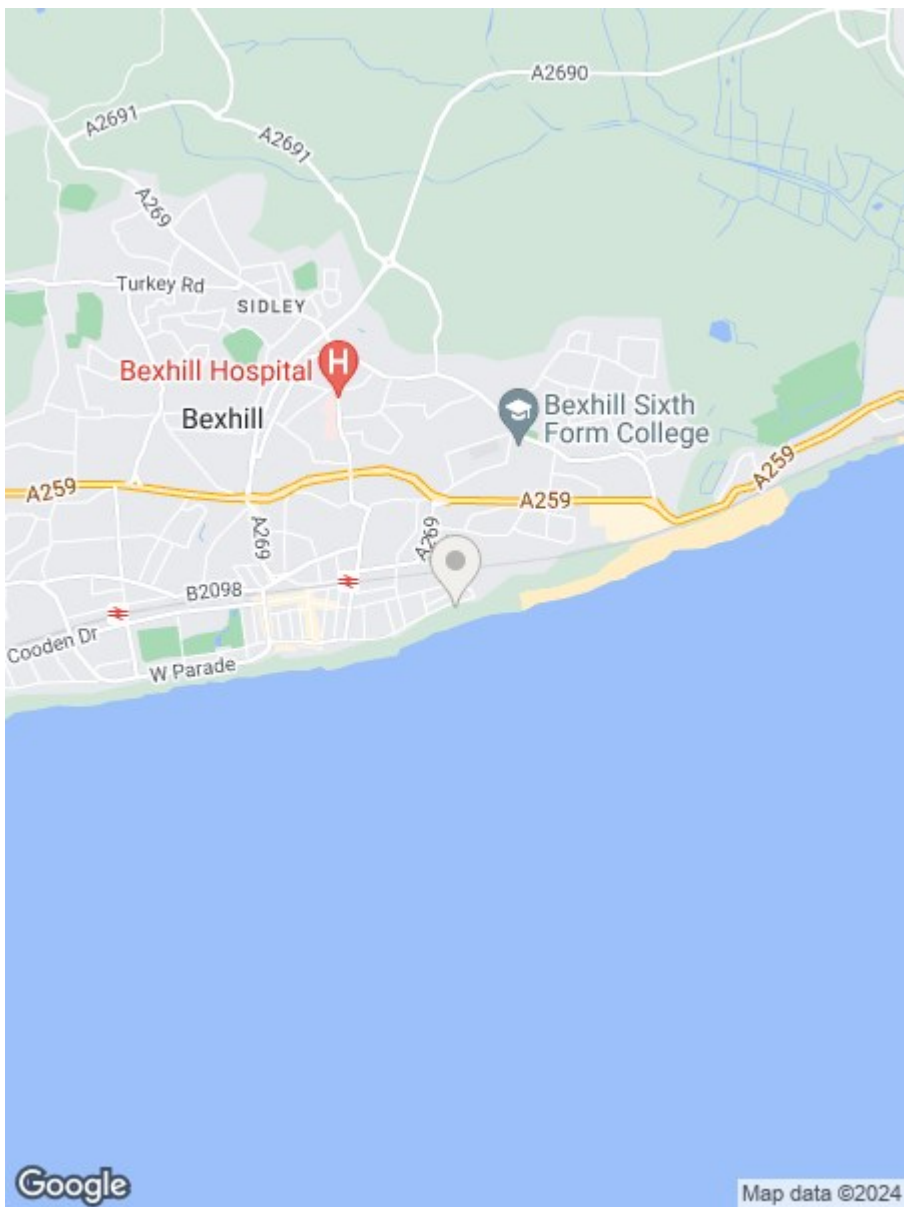 A2690
A2691
A2691
A269
Turkey Rd
SIDLEY
Bexhill Hospital
H
Bexhill
Bexhill Sixth
Form College
A259
A259
A259
A269
A269
B2098
Cooden Dr
W Parade
Google
Map data ©2024